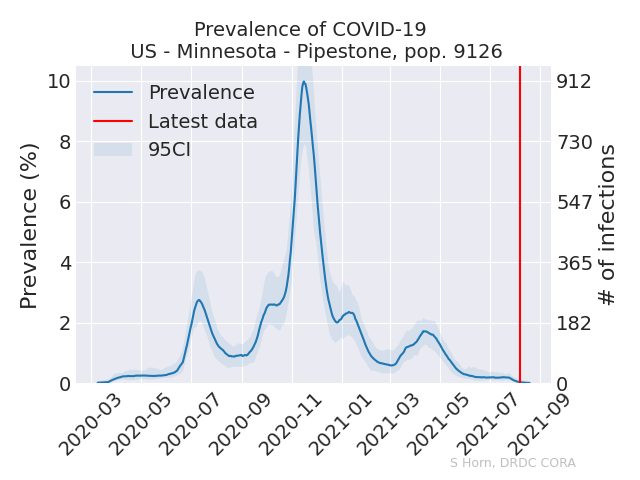 Prevalence of COVID-19
US - Minnesota - Pipestone, pop. 9126
Prevalence
Latest data
95CI
Prevalence (%)
10
8
6
4
2
0
# of infections
912
730
547
365
182
0
2020-03
2020-05
2020-07
2020-09
2020-11
2021-01
2021-03
2021-05
2021-07
2021-09
S Horn, DRDC CORA